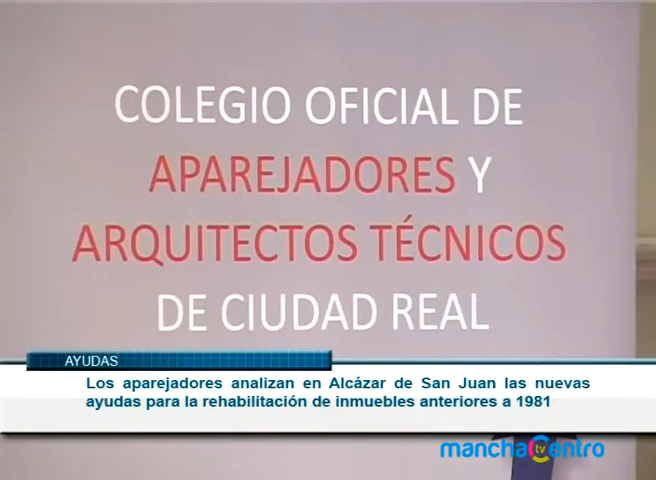 COLEGIO OFICIAL DE
APAREJADORES Y
ARQUITECTOS TÉCNICOS
DE CIUDAD REAL
AYUDAS
Los aparejadores analizan en Alcázar de San Juan las nuevas
ayudas para la rehabilitación de inmuebles anteriores a 1981
manchaCentro
tv